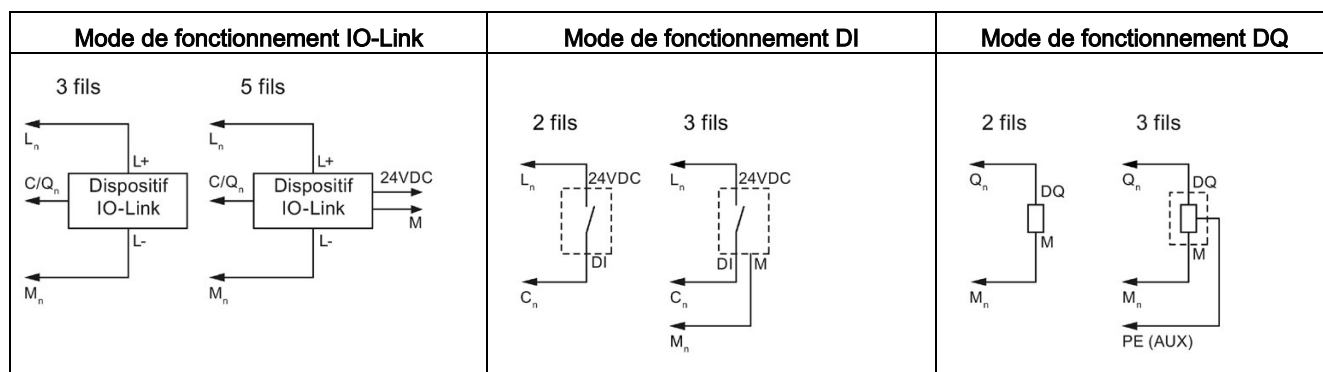 Mode de fonctionnement IO-Link
3 fils
5 fils
Ln
L+
C/Qn
Dispositif
IO-Link
L-
Mn
Ln
L+
C/Qn
Dispositif
IO-Link
24VDC
M
L-
Mn
Mode de fonctionnement DI
2 fils
3 fils
Ln
24VDC
DI
Cn
Ln
24VDC
DI
M
Cn
Mn
Mode de fonctionnement DQ
2 fils
3 fils
Qn
DQ
M
Mn
Qn
DQ
M
Mn
PE (AUX)